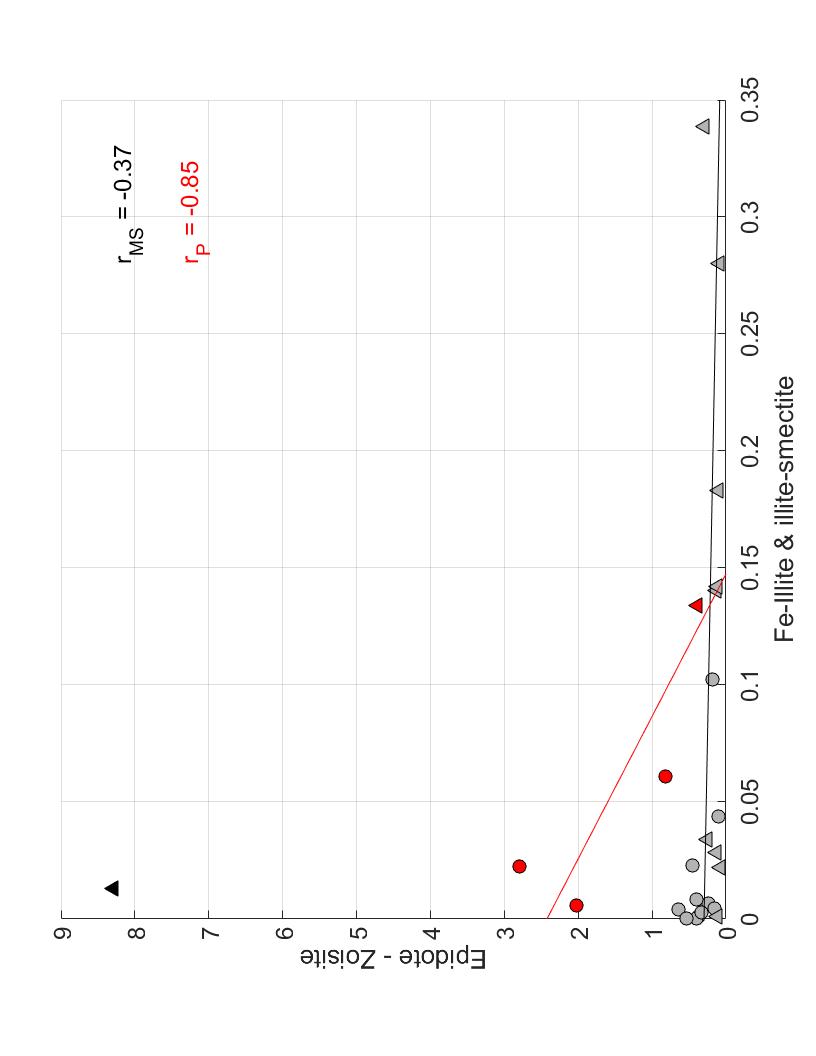 9
8
7
6
5
4
3
2
1
0
r_MS = -0.37
r_P = -0.85
Epidote - Zoisite
0 0.05 0.1 0.15 0.2 0.25 0.3 0.35
Fe-Illite & illite-smectite